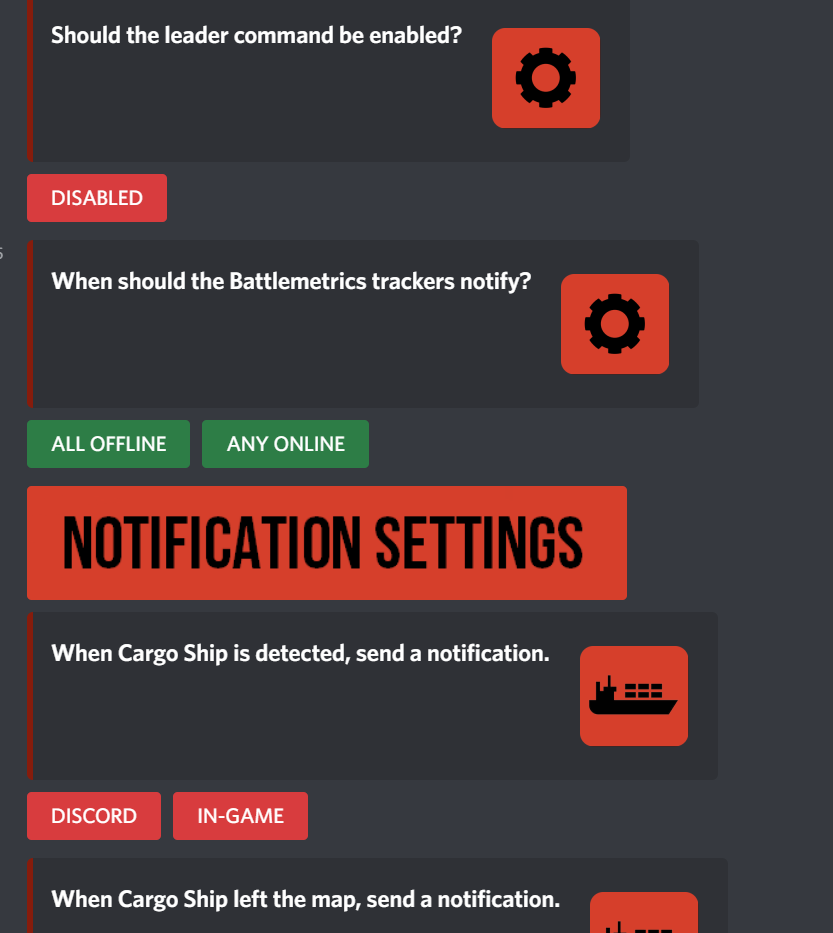 Should the leader command be enabled?
DISABLED
When should the Battlemetrics trackers notify?
ALL OFFLINE
ANY ONLINE
NOTIFICATION SETTINGS
When Cargo Ship is detected, send a notification.
DISCORD
IN-GAME
When Cargo Ship left the map, send a notification.